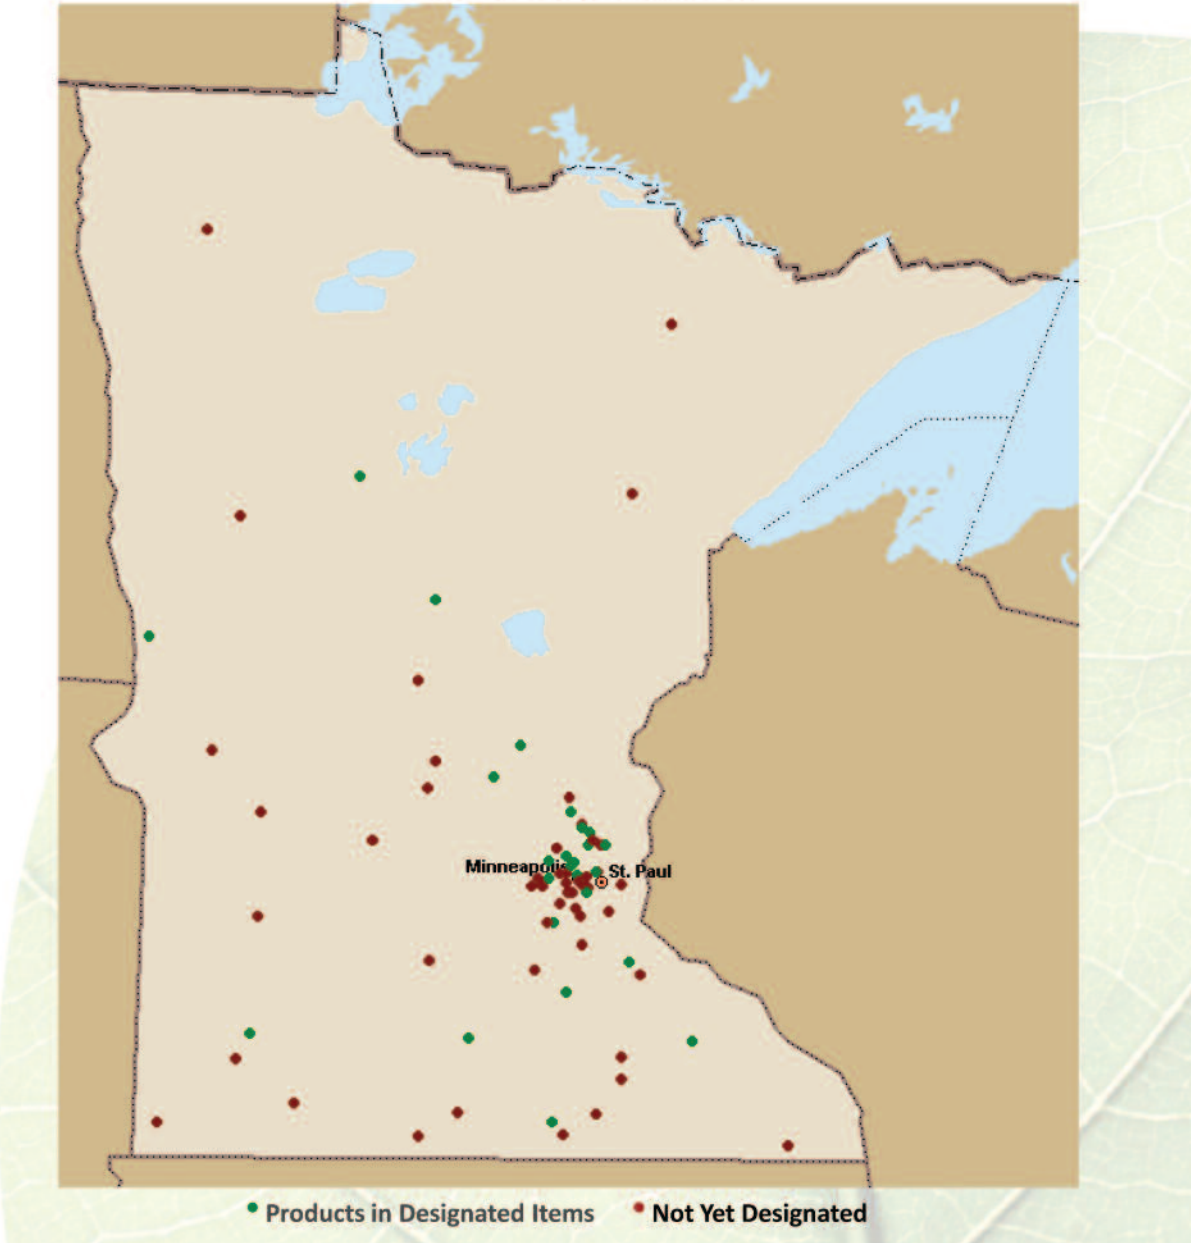 Minneapolis
St. Paul
Products in Designated Items
Not Yet Designated